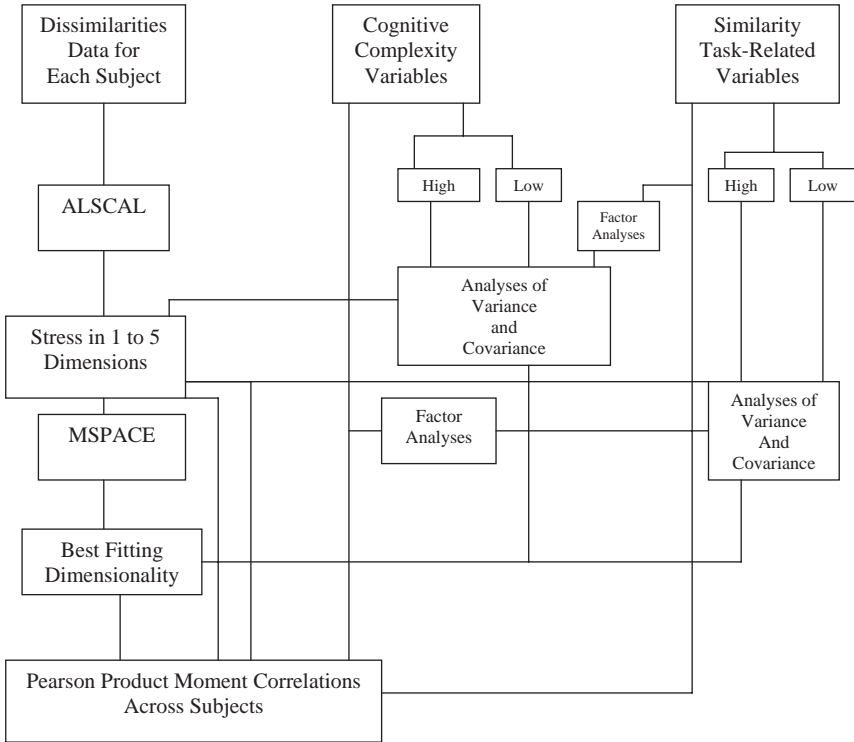 Dissimilarities
Data for
Each Subject
Cognitive
Complexity
Variables
Similarity
Task-Related
Variables
High
Low
High
Low
ALSCAL
Factor
Analyses
Analyses of
Variance
and
Covariance
Stress in 1 to 5
Dimensions
MSPACE
Factor
Analyses
Analyses of
Variance
And
Covariance
Best Fitting
Dimensionality
Pearson Product Moment Correlations
Across Subjects